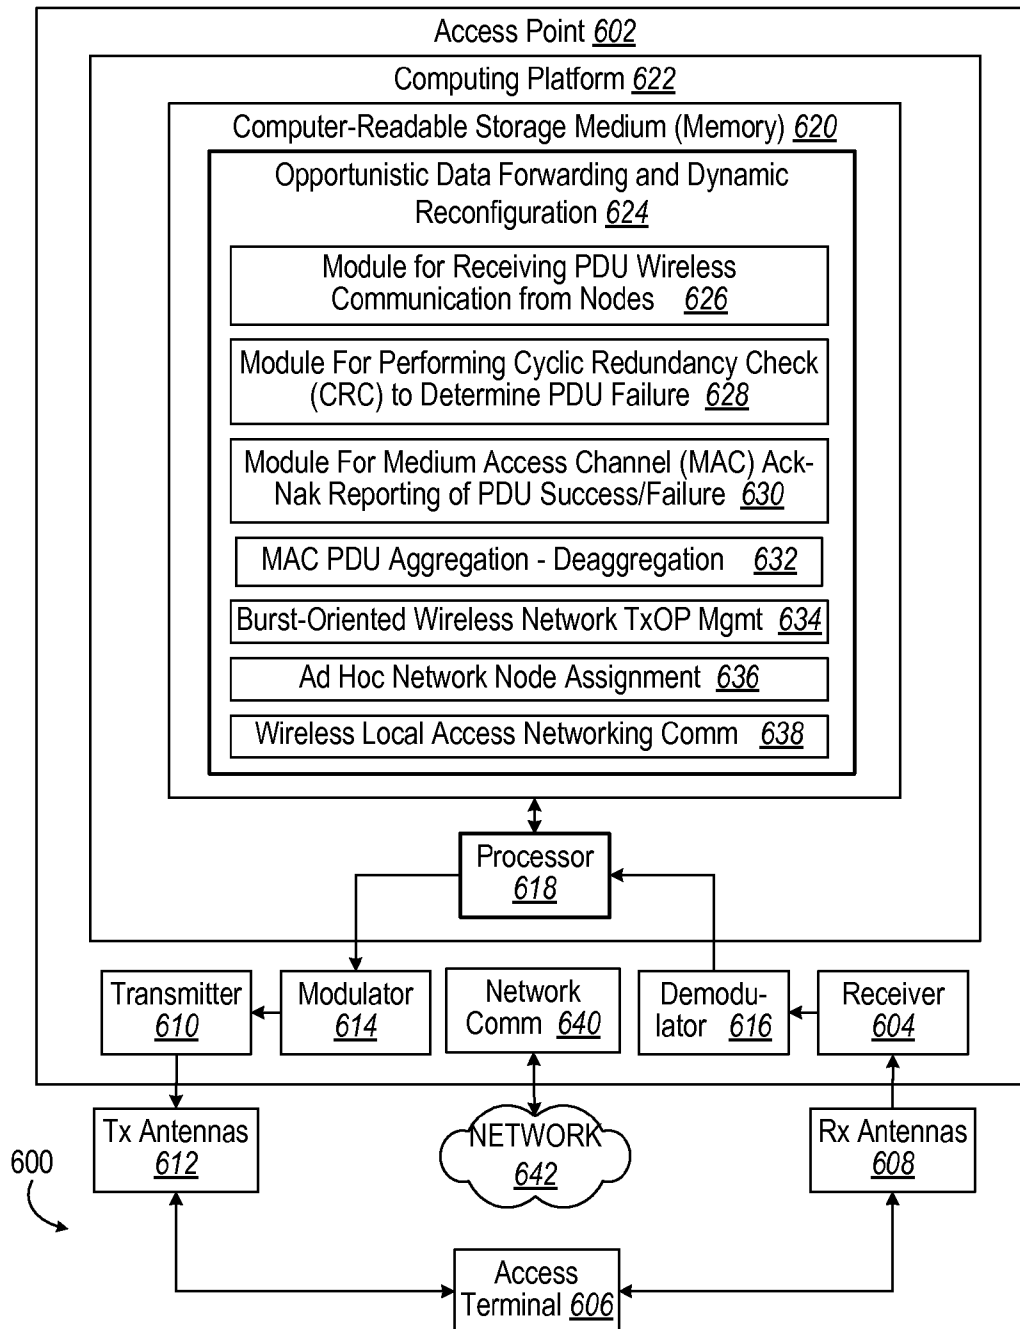 Access Point 602
Computing Platform 622
Computer-Readable Storage Medium (Memory) 620
Opportunistic Data Forwarding and Dynamic
Reconfiguration 624
Module for Receiving PDU Wireless
Communication from Nodes 626
Module For Performing Cyclic Redundancy Check
(CRC) to Determine PDU Failure 628
Module For Medium Access Channel (MAC) Ack-
Nak Reporting of PDU Success/Failure 630
MAC PDU Aggregation - Deaggregation 632
Burst-Oriented Wireless Network TxOP Mgmt 634
Ad Hoc Network Node Assignment 636
Wireless Local Access Networking Comm 638
Processor
618
Transmitter
610
Modulator
614
Network
Comm 640
Demodu-
lator 616
Receiver
604
Tx Antennas
612
NETWORK
642
Rx Antennas
608
600
Access
Terminal 606